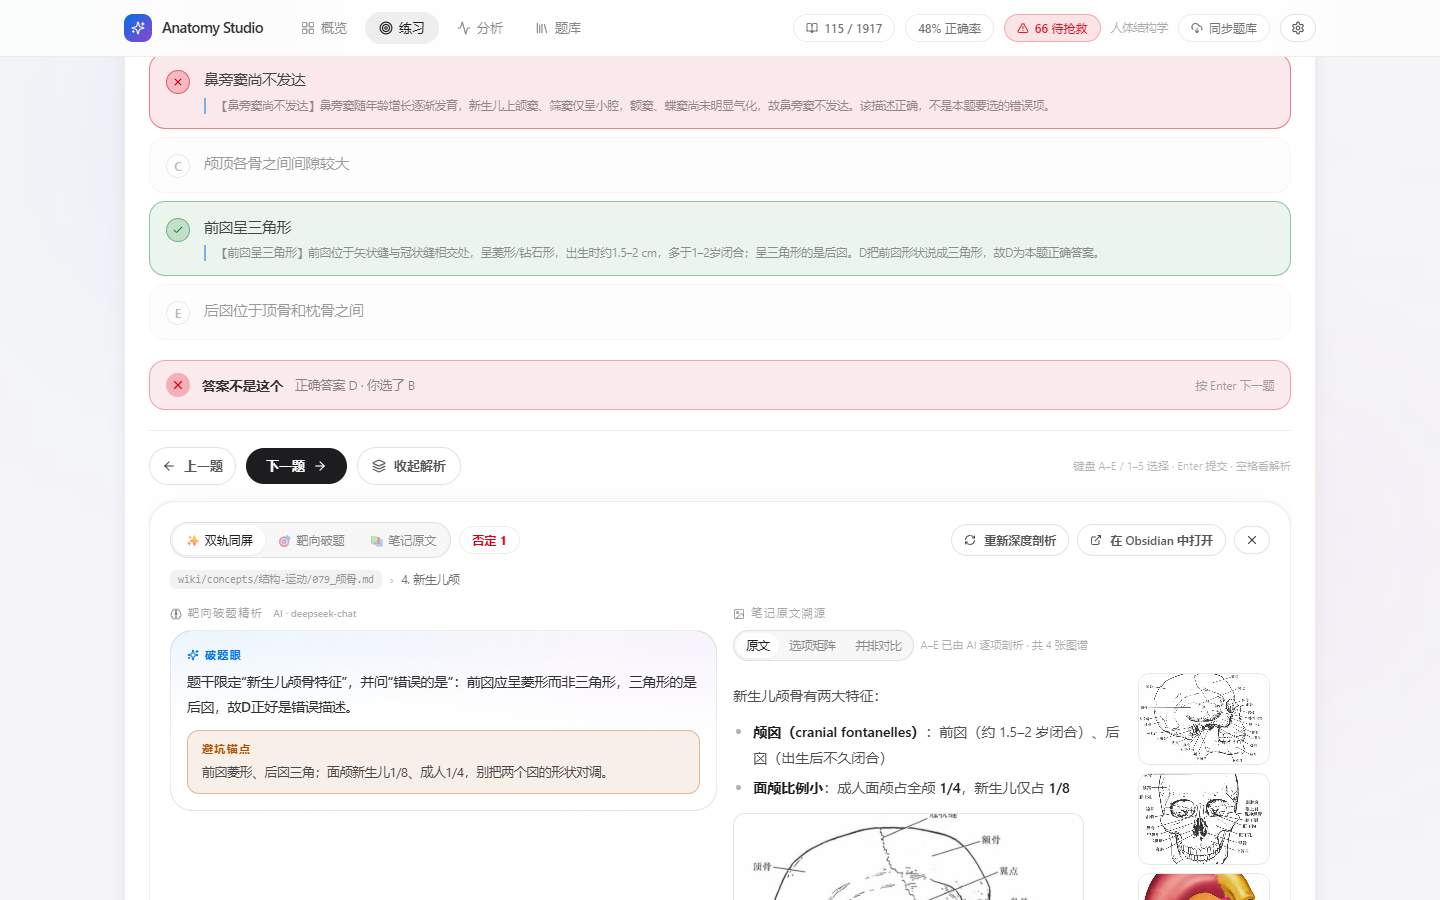 Anatomy Studio
概览
练习
分析
题库
115 / 1917
48% 正确率
66 待抢救
人体结构学
同步题库
鼻旁窦尚不发达
【鼻旁窦尚不发达】鼻旁窦随年龄增长逐渐发育，新生儿上颌窦、筛窦仅呈小腔，额窦、蝶窦尚未明显气化，故鼻旁窦不发达。该描述正确，不是本题要选的错误项。
C
颅顶各骨之间间隙较大
前囟呈三角形
【前囟呈三角形】前囟位于矢状缝与冠状缝相交处，呈菱形/钻石形，出生时约1.5–2 cm，多于1–2岁闭合；呈三角形的是后囟。D把前囟形状说成三角形，故D为本题正确答案。
E
后囟位于顶骨和枕骨之间
答案不是这个
正确答案 D · 你选了 B
按 Enter 下一题
上一题
下一题
收起解析
键盘 A–E / 1–5 选择 · Enter 提交 · 空格看解析
双轨同屏
靶向破题
笔记原文
否定 1
重新深度剖析
在 Obsidian 中打开
wiki/concepts/结构-运动/079_颅骨.md
› 4. 新生儿颅
靶向破题精析
AI · deepseek-chat
破题眼
题干限定“新生儿颅骨特征”，并问“错误的是”：前囟应呈菱形而非三角形，三角形的是
后囟，故D正好是错误描述。
避坑锚点
前囟菱形、后囟三角；面颅新生儿1/8、成人1/4，别把两个囟的形状对调。
笔记原文溯源
原文
选项矩阵
并排对比
A–E 已由 AI 逐项剖析 · 共 4 张图谱
新生儿颅骨有两大特征：
颅囟（cranial fontanelles）：前囟（约 1.5–2 岁闭合）、后
囟（出生后不久闭合）
面颅比例小：成人面颅占全颅 1/4，新生儿仅占 1/8
额骨
顶骨
翼点